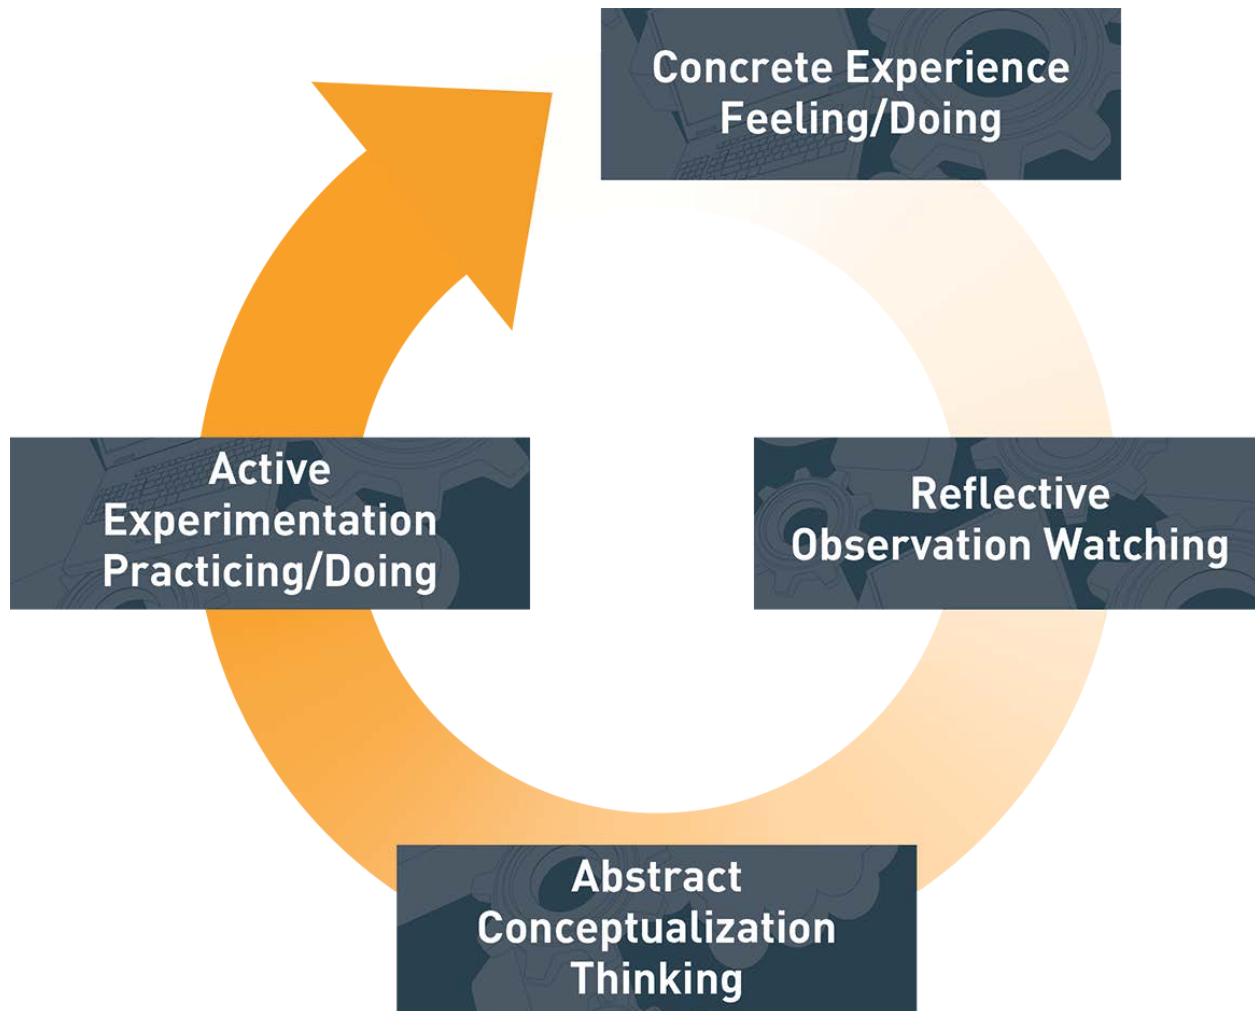 Concrete Experience
Feeling/Doing
Reflective
Observation Watching
Abstract
Conceptualization
Thinking
Active
Experimentation
Practicing/Doing